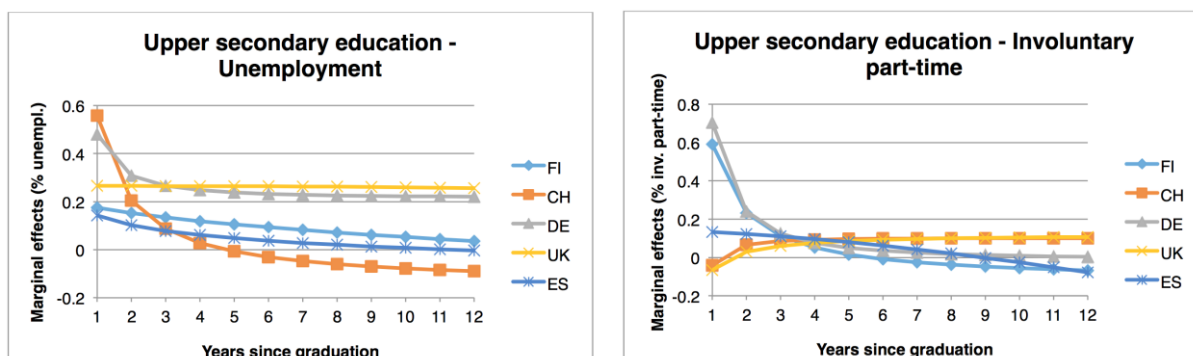 Upper secondary education -
Unemployment
Marginal effects (% unempl.)
0.6
0.4
0.2
0
-0.2
1 2 3 4 5 6 7 8 9 10 11 12
Years since graduation
FI
CH
DE
UK
ES
Upper secondary education - Involuntary
part-time
Marginal effects (% inv. part-time)
0.8
0.6
0.4
0.2
0
-0.2
1 2 3 4 5 6 7 8 9 10 11 12
Years since graduation
FI
CH
DE
UK
ES